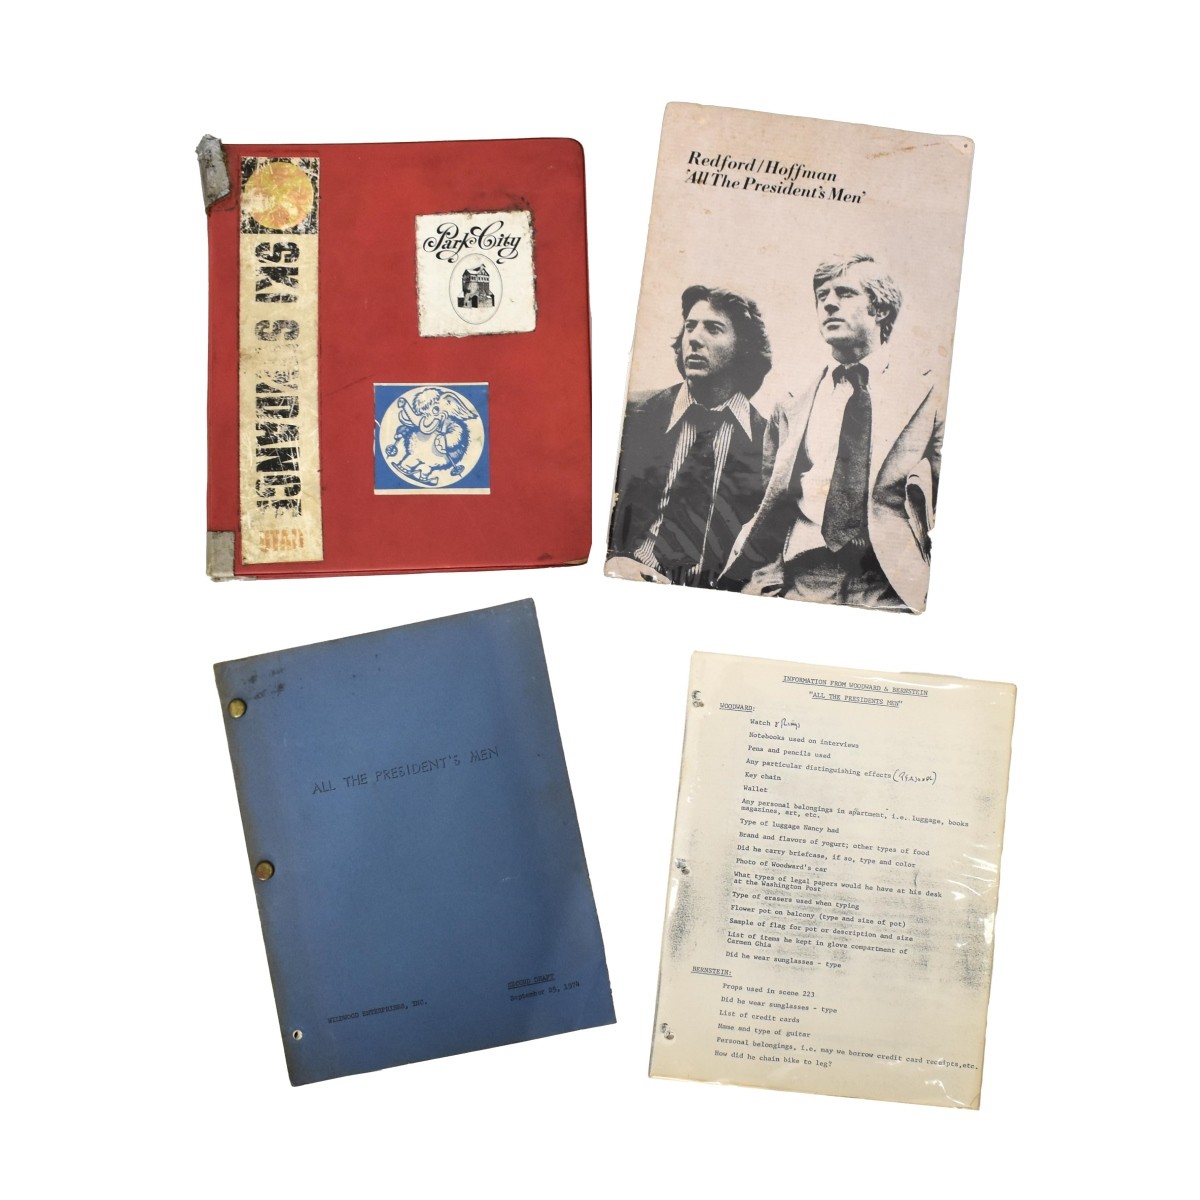 SKI SUNDANCE
UTAH
Park City
Redford/Hoffman
'All The President's Men'
ALL THE PRESIDENT'S MEN
WILDWOOD ENTERPRISES, INC.
SECOND DRAFT
September 25, 1974
INFORMATION FROM WOODWARD & BERNSTEIN
"ALL THE PRESIDENTS MEN"
WOODWARD:
Watch & Rings
Notebooks used on interviews
Pens and pencils used
Any particular distinguishing effects
Key chain
Wallet
Any personal belongings in apartment, i.e. luggage, books
magazines, art, etc.
Type of luggage Nancy had
Brand and flavors of yogurt; other types of food
Did he carry briefcase, if so, type and color
Photo of Woodward's car
What types of legal papers would he have at his desk
at the Washington Post
Type of erasers used when typing
Flower pot on balcony (type and size of pot)
Sample of flag for pot or description and size
List of items he kept in glove compartment of
Carmen Ghia
Did he wear sunglasses - type
BERNSTEIN:
Props used in scene 223
Did he wear sunglasses - type
List of credit cards
Name and type of guitar
Personal belongings, i.e. may we borrow credit card receipts,etc.
How did he chain bike to leg?